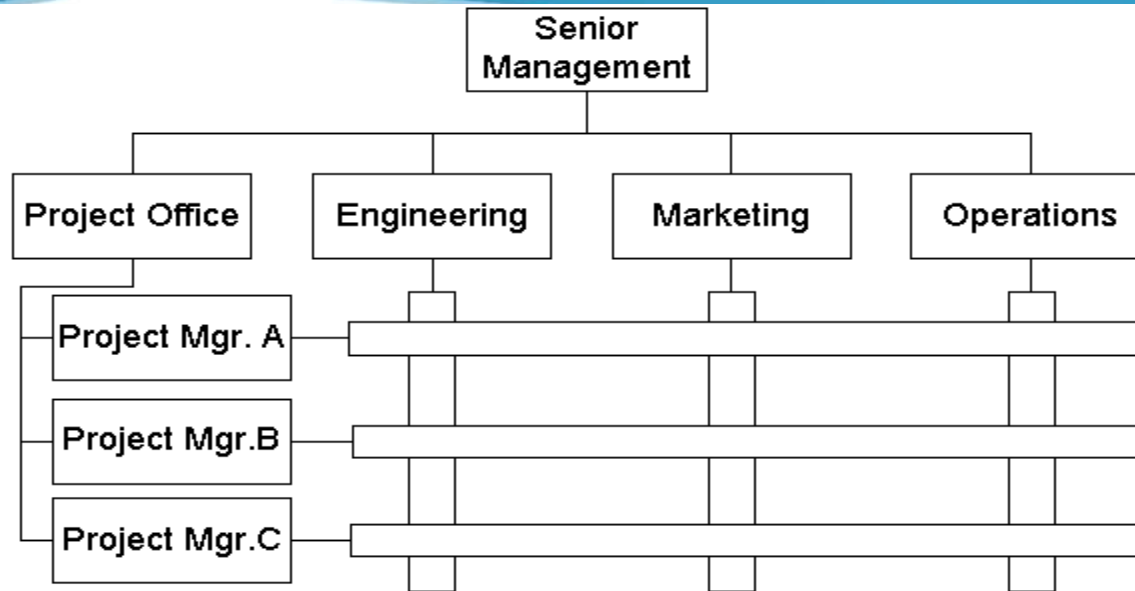 Senior
Management
Project Office
Engineering
Marketing
Operations
Project Mgr. A
Project Mgr.B
Project Mgr.C